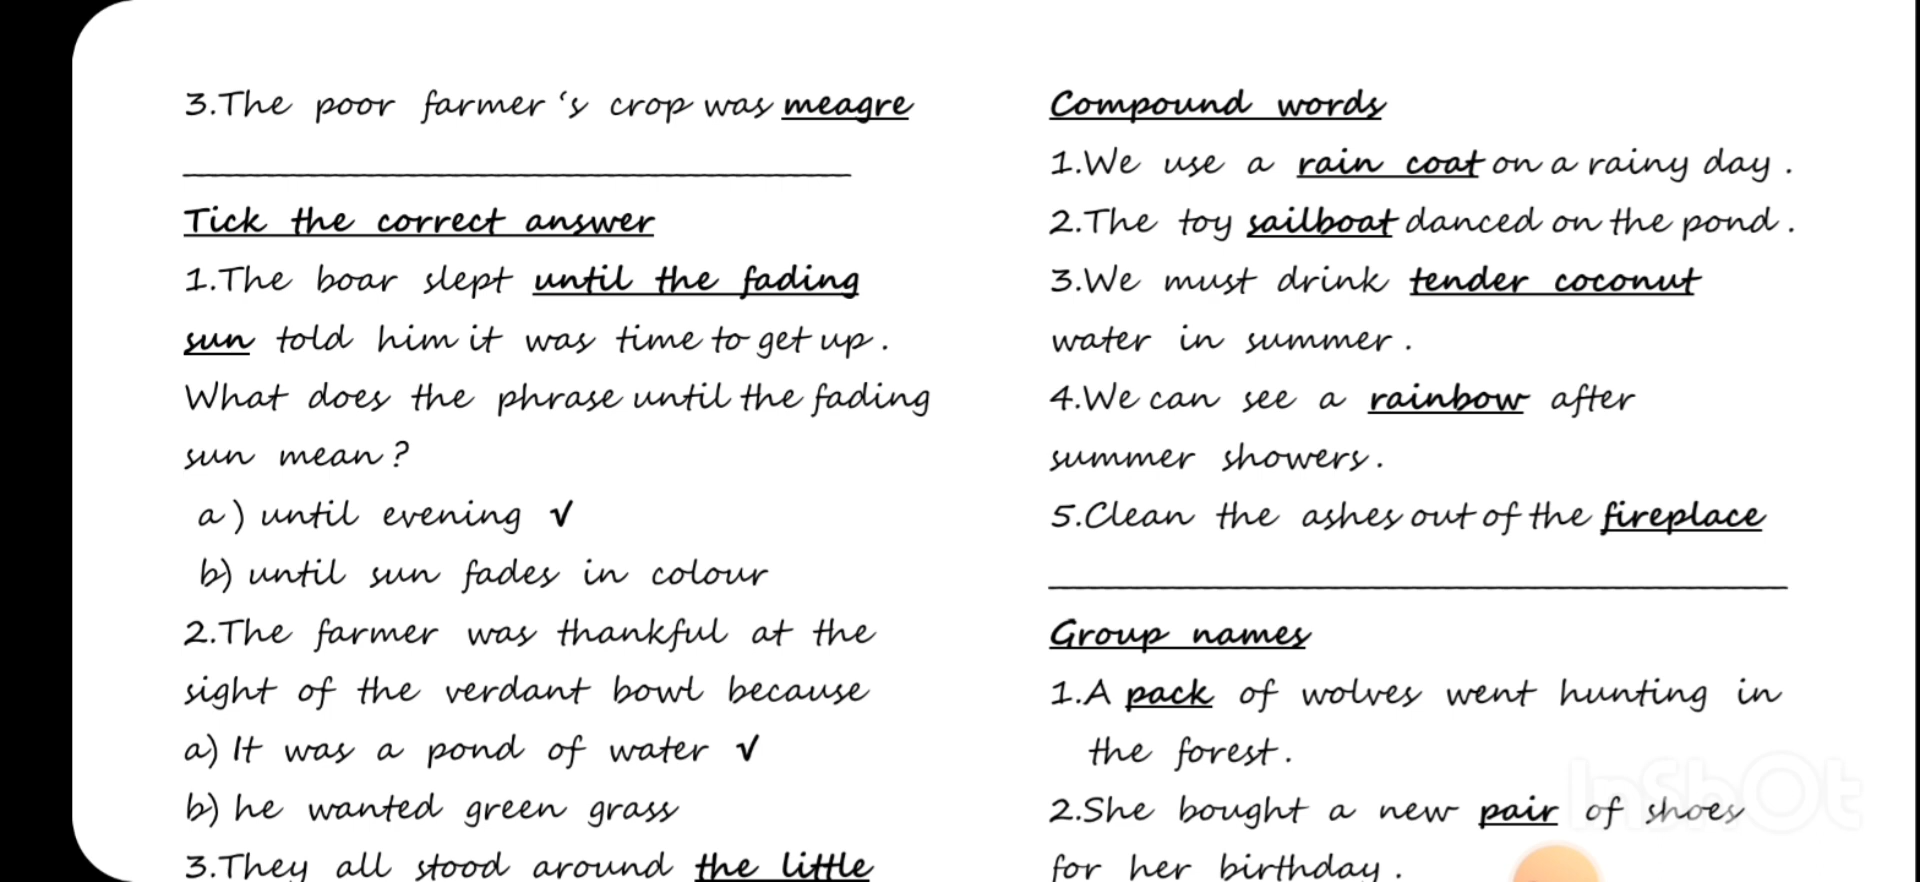 3.The poor farmer 's crop was meagre
Tick the correct answer
1.The boar slept until the fading
sun told him it was time to get up .
What does the phrase until the fading
sun mean ?
a ) until evening √
b) until sun fades in colour
2.The farmer was thankful at the
sight of the verdant bowl because
a) It was a pond of water √
b) he wanted green grass
3.They all stood around the little
Compound words
1.We use a rain coat on a rainy day .
2.The toy sailboat danced on the pond .
3.We must drink tender coconut
water in summer .
4.We can see a rainbow after
summer showers .
5.Clean the ashes out of the fireplace
Group names
1.A pack of wolves went hunting in
the forest .
2.She bought a new pair of shoes
for her birthday .
InShOt